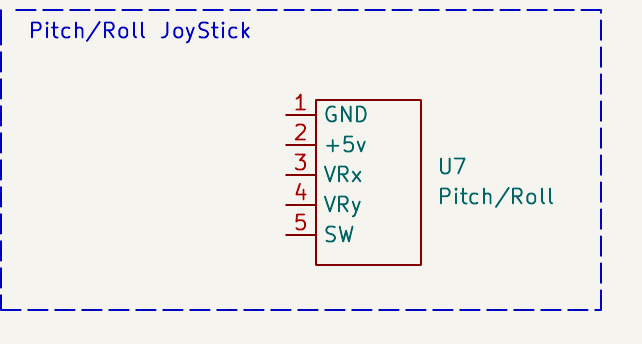 Pitch/Roll JoyStick
1 GND
2 +5v
3 VRx
4 VRy
5 SW
U7
Pitch/Roll